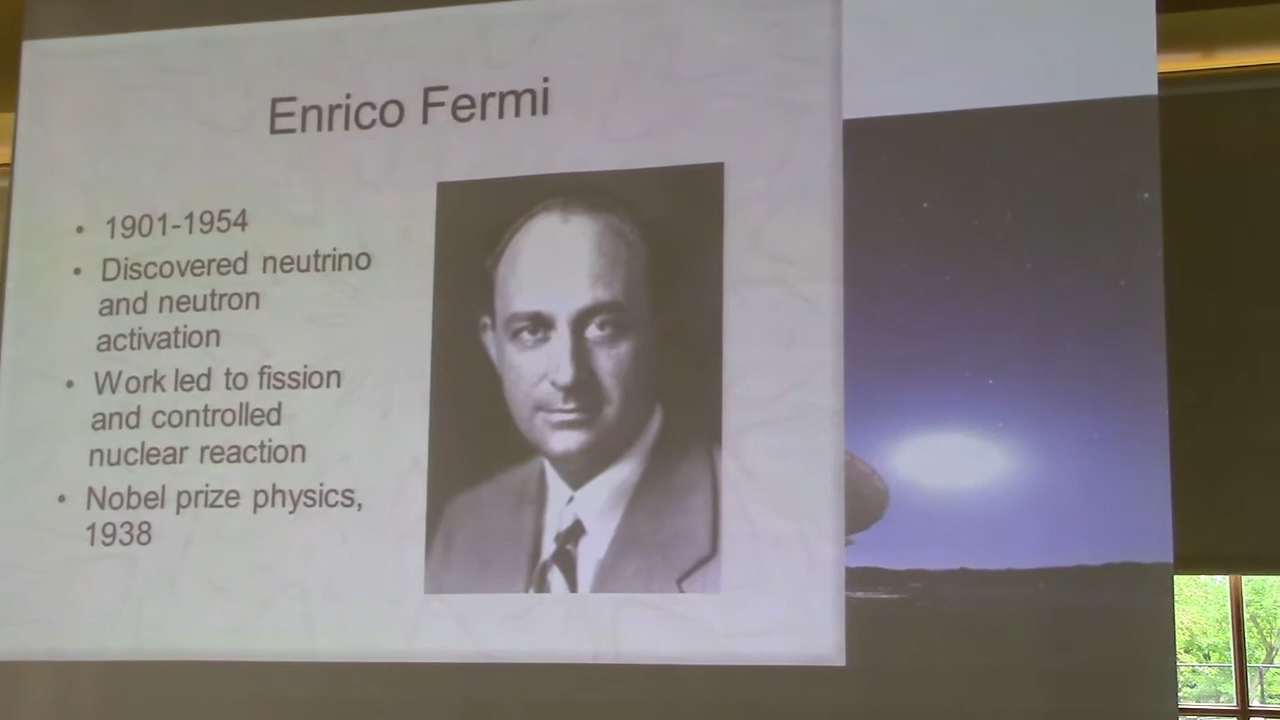 Enrico Fermi
• 1901-1954
• Discovered neutrino
and neutron
activation
• Work led to fission
and controlled
nuclear reaction
• Nobel prize physics,
1938